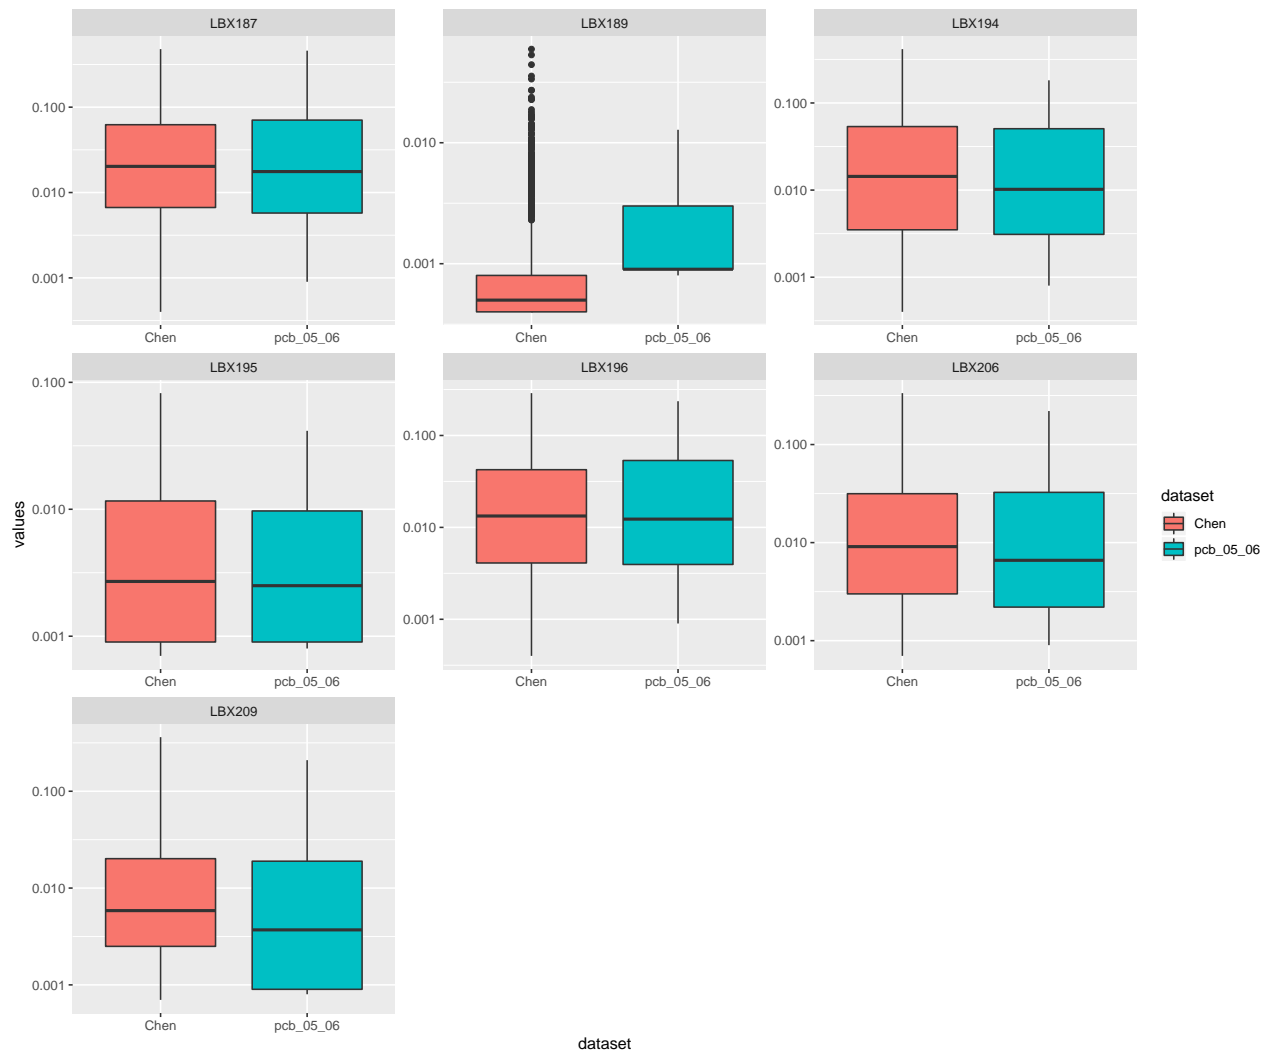 LBX187
LBX189
LBX194
0.100
0.010
0.001
0.010
0.001
0.100
0.010
0.001
Chen
pcb_05_06
Chen
pcb_05_06
Chen
pcb_05_06
LBX195
LBX196
LBX206
0.100
0.010
0.001
0.100
0.010
0.001
0.100
0.010
0.001
Chen
pcb_05_06
Chen
pcb_05_06
Chen
pcb_05_06
LBX209
0.100
0.010
0.001
Chen
pcb_05_06
values
dataset
dataset
Chen
pcb_05_06